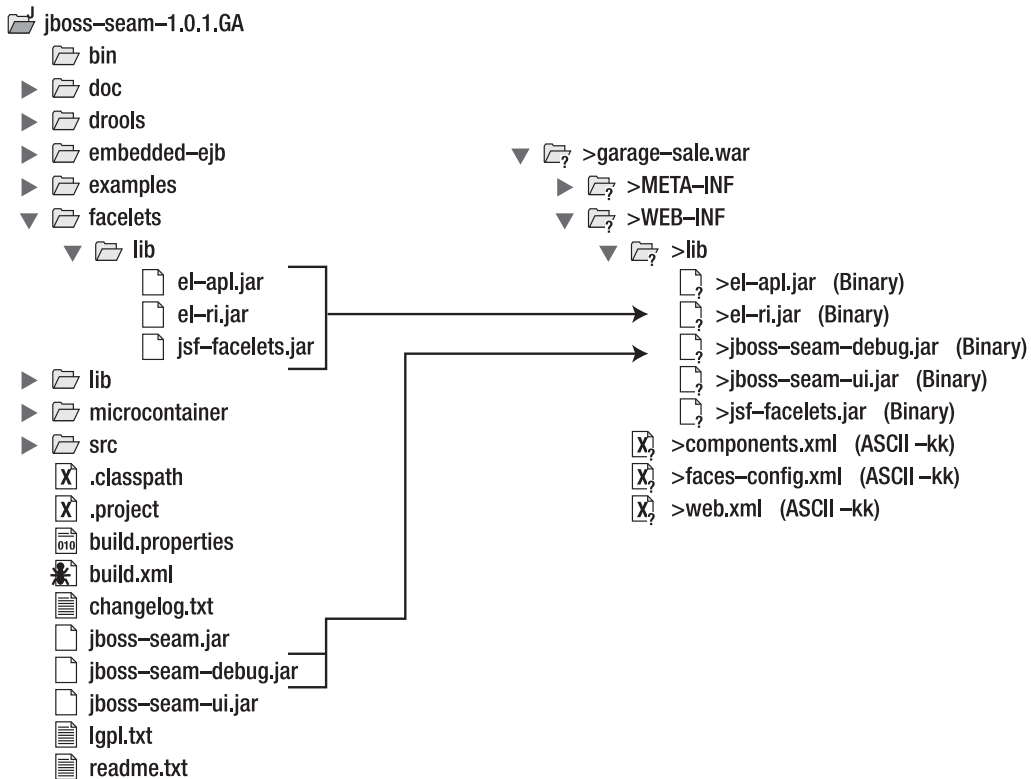 jboss–seam–1.0.1.GA
bin
doc
drools
embedded–ejb
examples
facelets
lib
el–apl.jar
el–ri.jar
jsf–facelets.jar
lib
microcontainer
src
.classpath
.project
build.properties
build.xml
changelog.txt
jboss–seam.jar
jboss–seam–debug.jar
jboss–seam–ui.jar
lgpl.txt
readme.txt
>garage–sale.war
>META–INF
>WEB–INF
>lib
>el–apl.jar (Binary)
>el–ri.jar (Binary)
>jboss–seam–debug.jar (Binary)
>jboss–seam–ui.jar (Binary)
>jsf–facelets.jar (Binary)
>components.xml (ASCII –kk)
>faces–config.xml (ASCII –kk)
>web.xml (ASCII –kk)